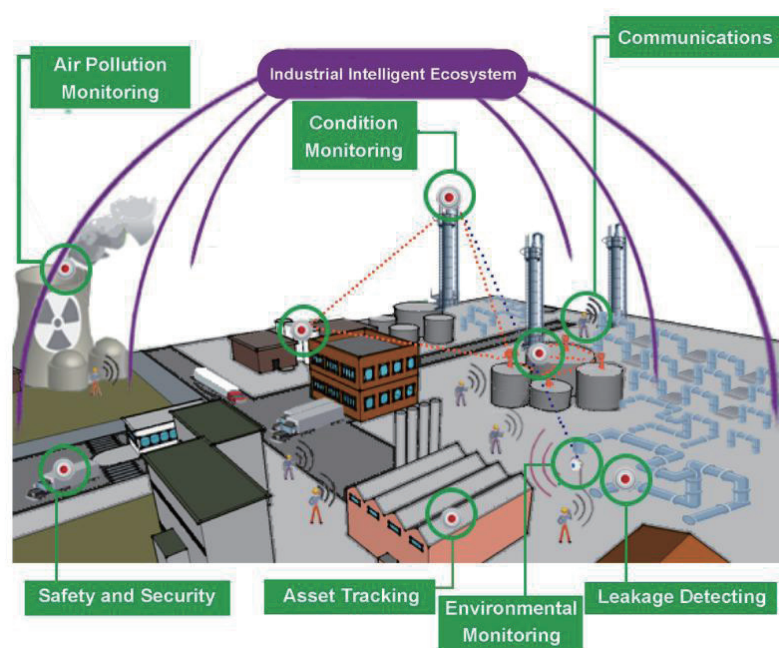 Communications
Industrial Intelligent Ecosystem
Air Pollution
Monitoring
Condition
Monitoring
Safety and Security
Asset Tracking
Environmental
Monitoring
Leakage Detecting